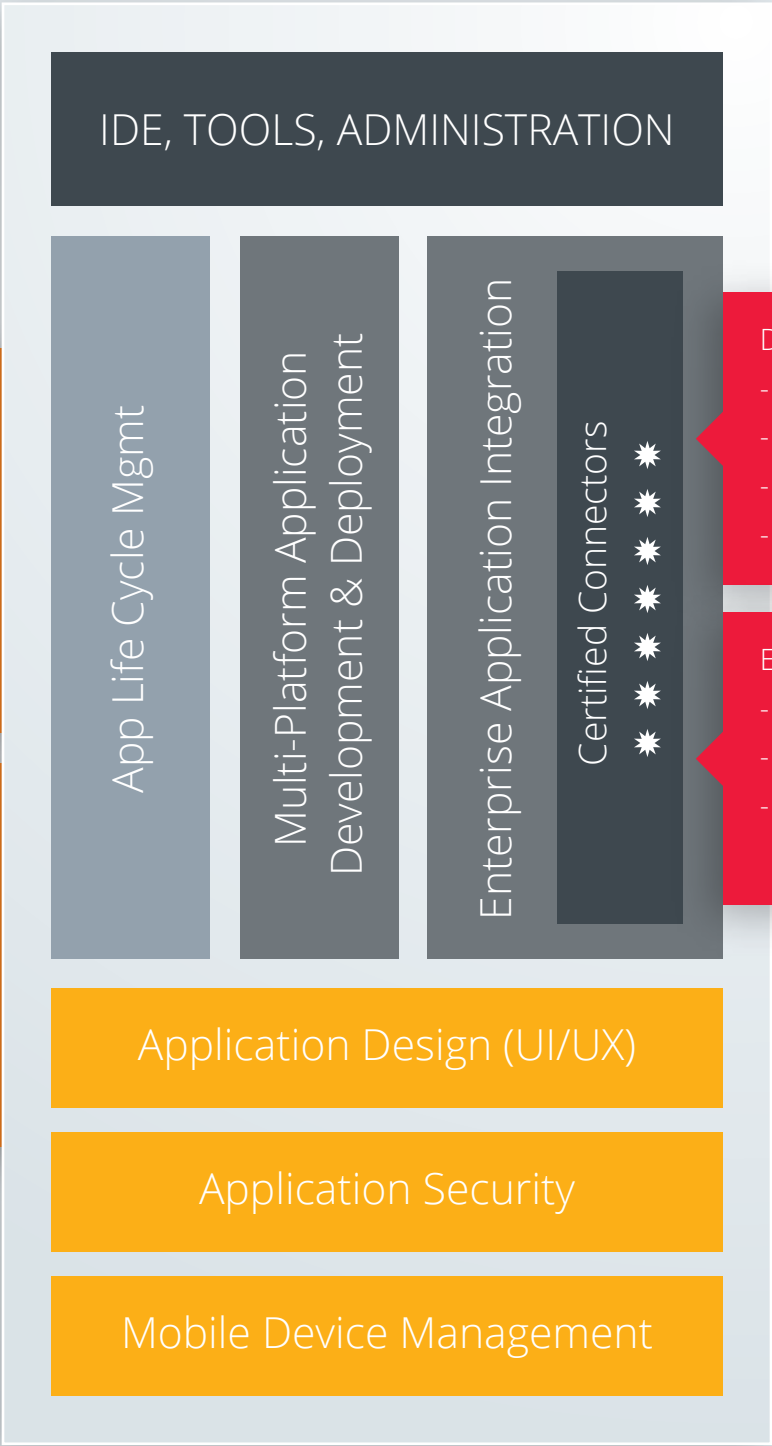 IDE, TOOLS, ADMINISTRATION
App Life Cycle Mgmt
Multi-Platform Application
Development & Deployment
Enterprise Application Integration
Certified Connectors
D
-
-
-
-
E
-
-
-
Application Design (UI/UX)
Application Security
Mobile Device Management